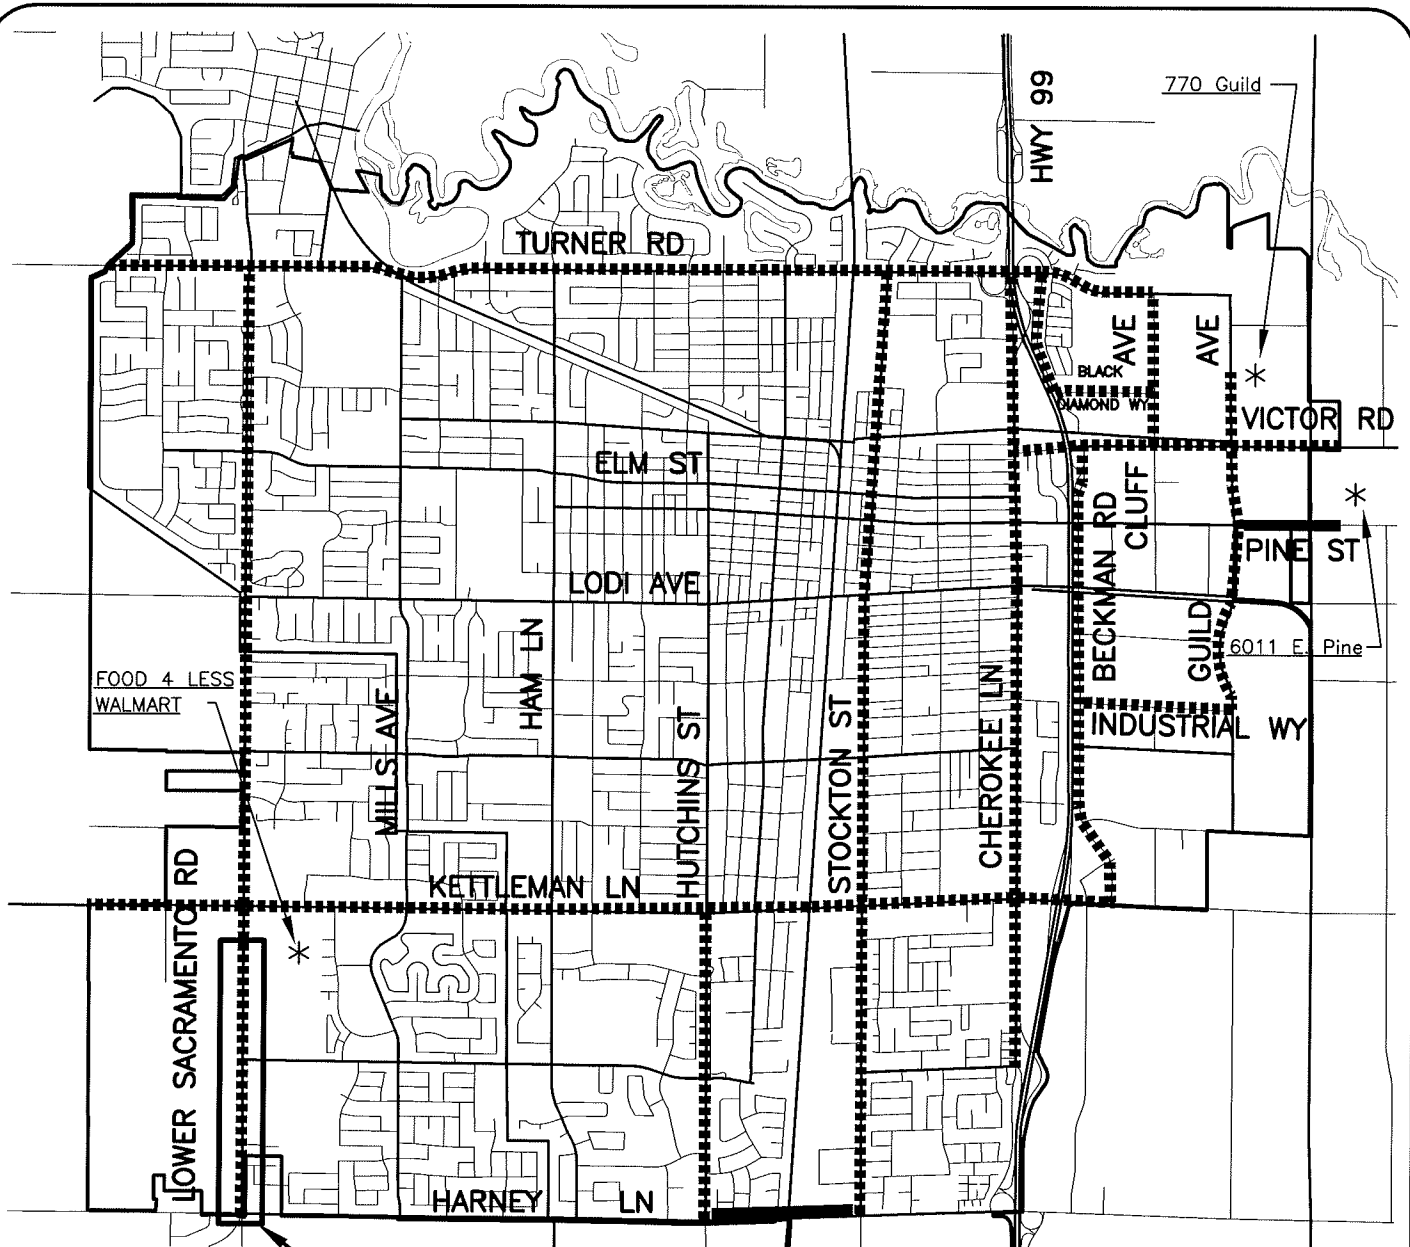 770 Guild
HWY 99
TURNER RD
AVE
AVE
BLACK
DIAMOND WY
VICTOR RD
ELM ST
CLUFF
BECKMAN RD
PINE ST
LODI AVE
GUILD
6011 E. Pine
HAM LN
FOOD 4 LESS
WALMART
MILLS AVE
HUTCHINS ST
STOCKTON ST
CHEROKEE LN
INDUSTRIAL WY
KETTLEMAN LN
LOWER SACRAMENTO RD
HARNEY LN